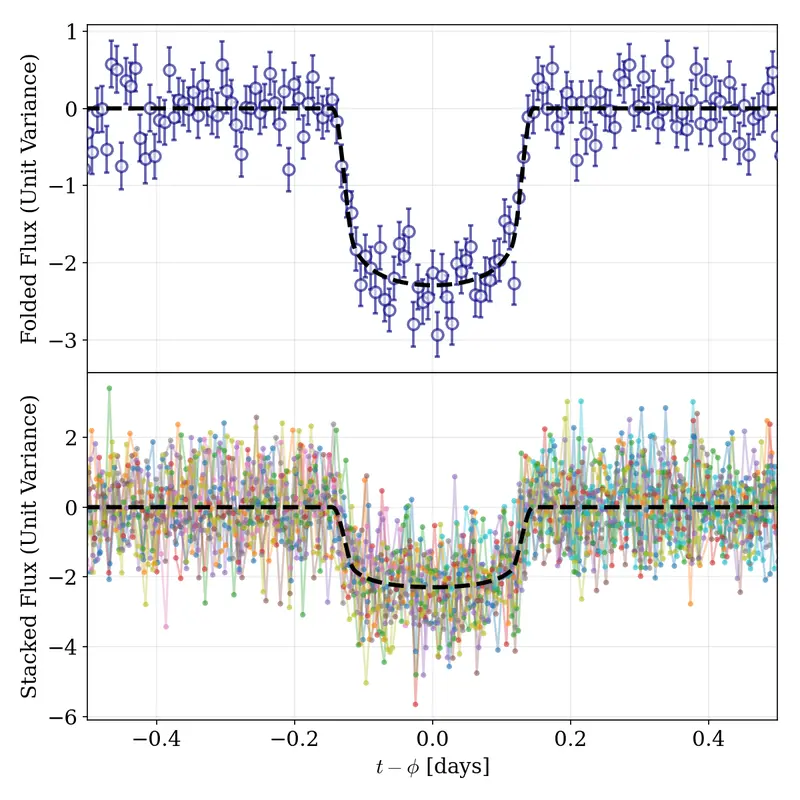 Folded Flux (Unit Variance)
1
0
−1
−2
−3
Stacked Flux (Unit Variance)
2
0
−2
−4
−6
−0.4 −0.2 0.0 0.2 0.4
t − ϕ [days]